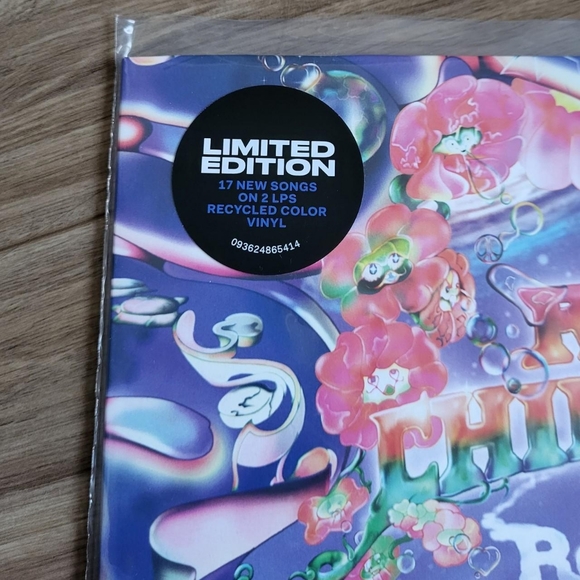 LIMITED
EDITION
17 NEW SONGS
ON 2 LPS
RECYCLED COLOR
VINYL
093624865414